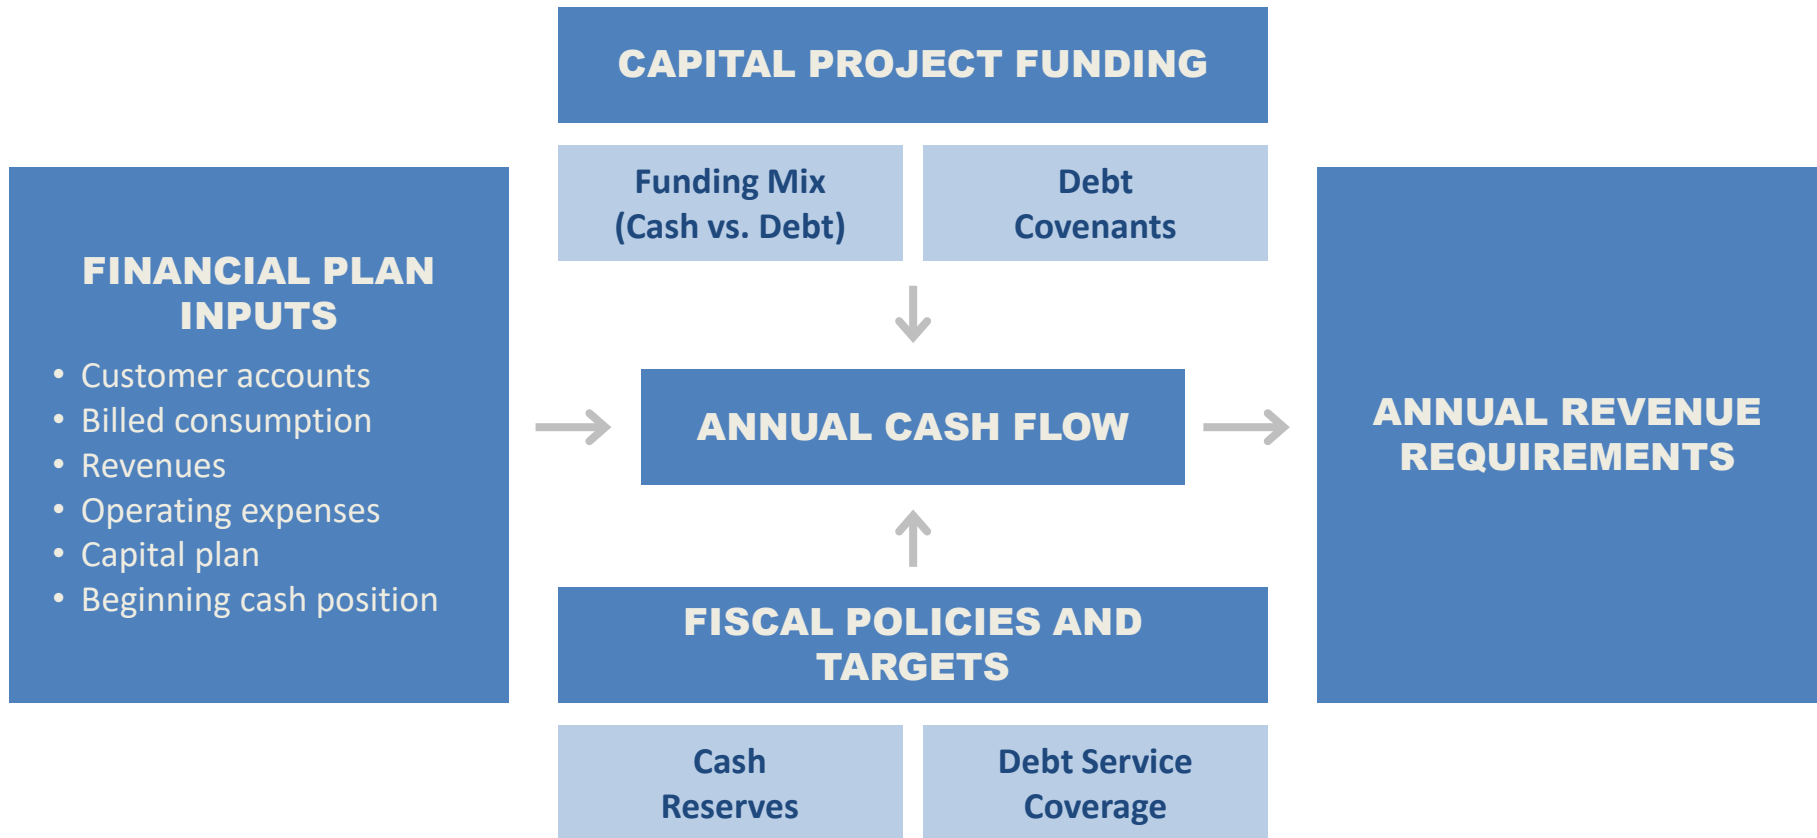 CAPITAL PROJECT FUNDING
Funding Mix
(Cash vs. Debt)
Debt
Covenants
FINANCIAL PLAN
INPUTS
• Customer accounts
• Billed consumption
• Revenues
• Operating expenses
• Capital plan
• Beginning cash position
ANNUAL CASH FLOW
ANNUAL REVENUE
REQUIREMENTS
FISCAL POLICIES AND
TARGETS
Cash
Reserves
Debt Service
Coverage